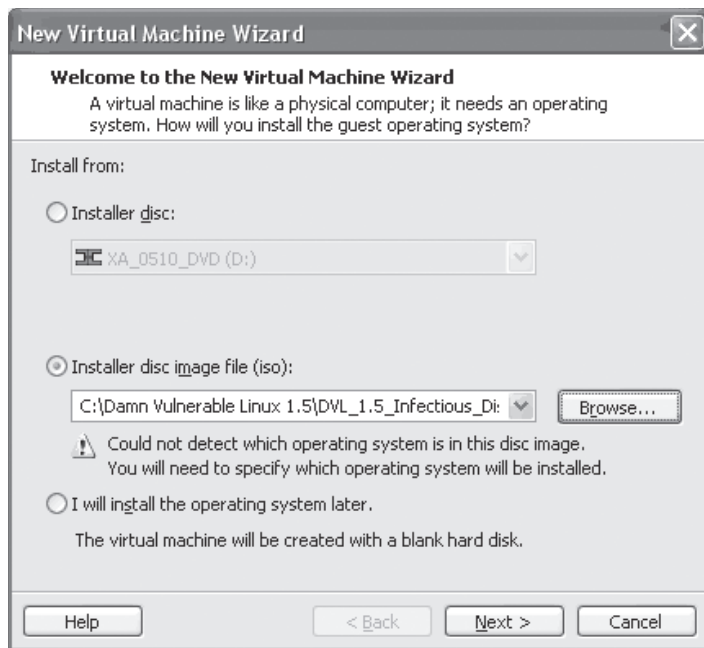 New Virtual Machine Wizard
Welcome to the New Virtual Machine Wizard
A virtual machine is like a physical computer; it needs an operating
system. How will you install the guest operating system?
Install from:
Installer disc:
XA_0510_DVD (D:)
Installer disc image file (iso):
C:\Damn Vulnerable Linux 1.5\DVL_1.5_Infectious_Di
Browse...
Could not detect which operating system is in this disc image.
You will need to specify which operating system will be installed.
I will install the operating system later.
The virtual machine will be created with a blank hard disk.
Help
< Back
Next >
Cancel